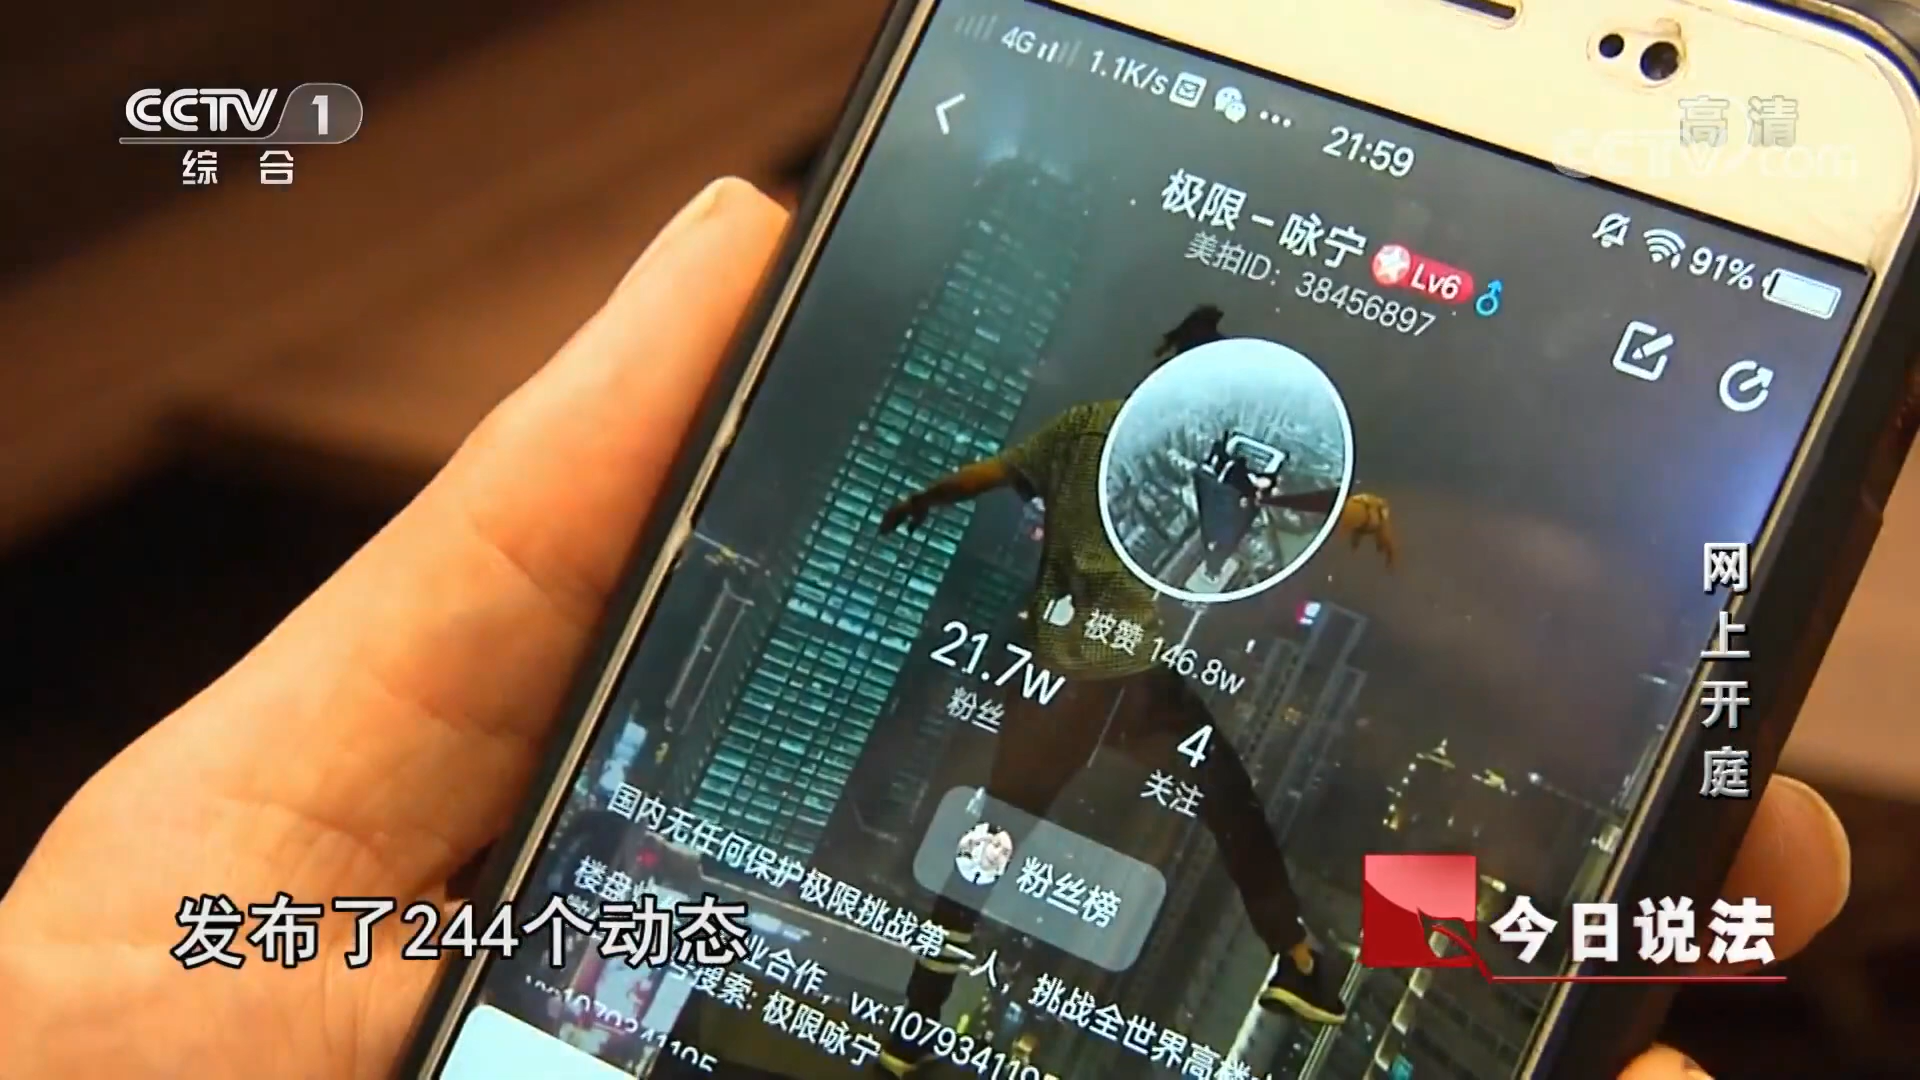 CCTV 1
综合
高清
CCTV.com
4G 1.1K/s ... 21:59
91%
极限-咏宁 Lv6
美拍ID: 38456897
被赞 146.8w
21.7w
粉丝
4
关注
粉丝榜
国内无任何保护极限挑战第一人，挑战全世界高楼
楼盘 业合作，vx:1079341195
搜索: 极限咏宁
网上开庭
发布了244个动态
今日说法